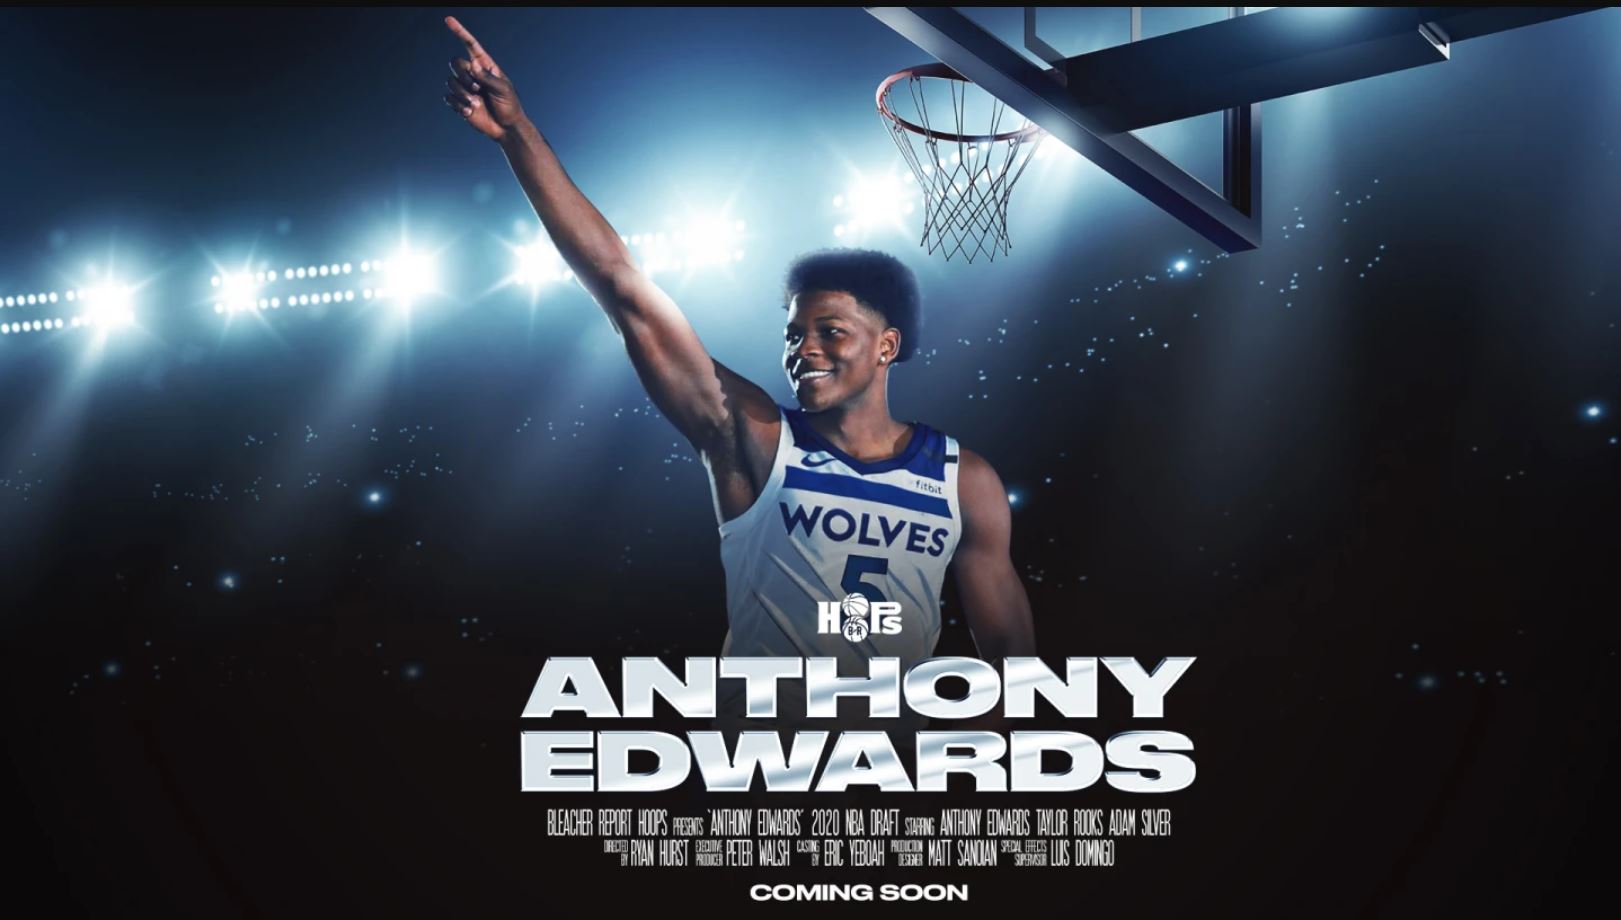 fitbit
WOLVES
5
HOOPS
B/R
ANTHONY
EDWARDS
BLEACHER REPORT HOOPS PRESENTS 'ANTHONY EDWARDS' 2020 NBA DRAFT STARRING ANTHONY EDWARDS TAYLOR ROOKS ADAM SILVER
DIRECTED BY RYAN HURST EXECUTIVE PRODUCER PETER WALSH CASTING BY ERIC YEBOAH PRODUCTION DESIGNER MATT SANOIAN SPECIAL EFFECTS SUPERVISOR LUIS DOMINGO
COMING SOON